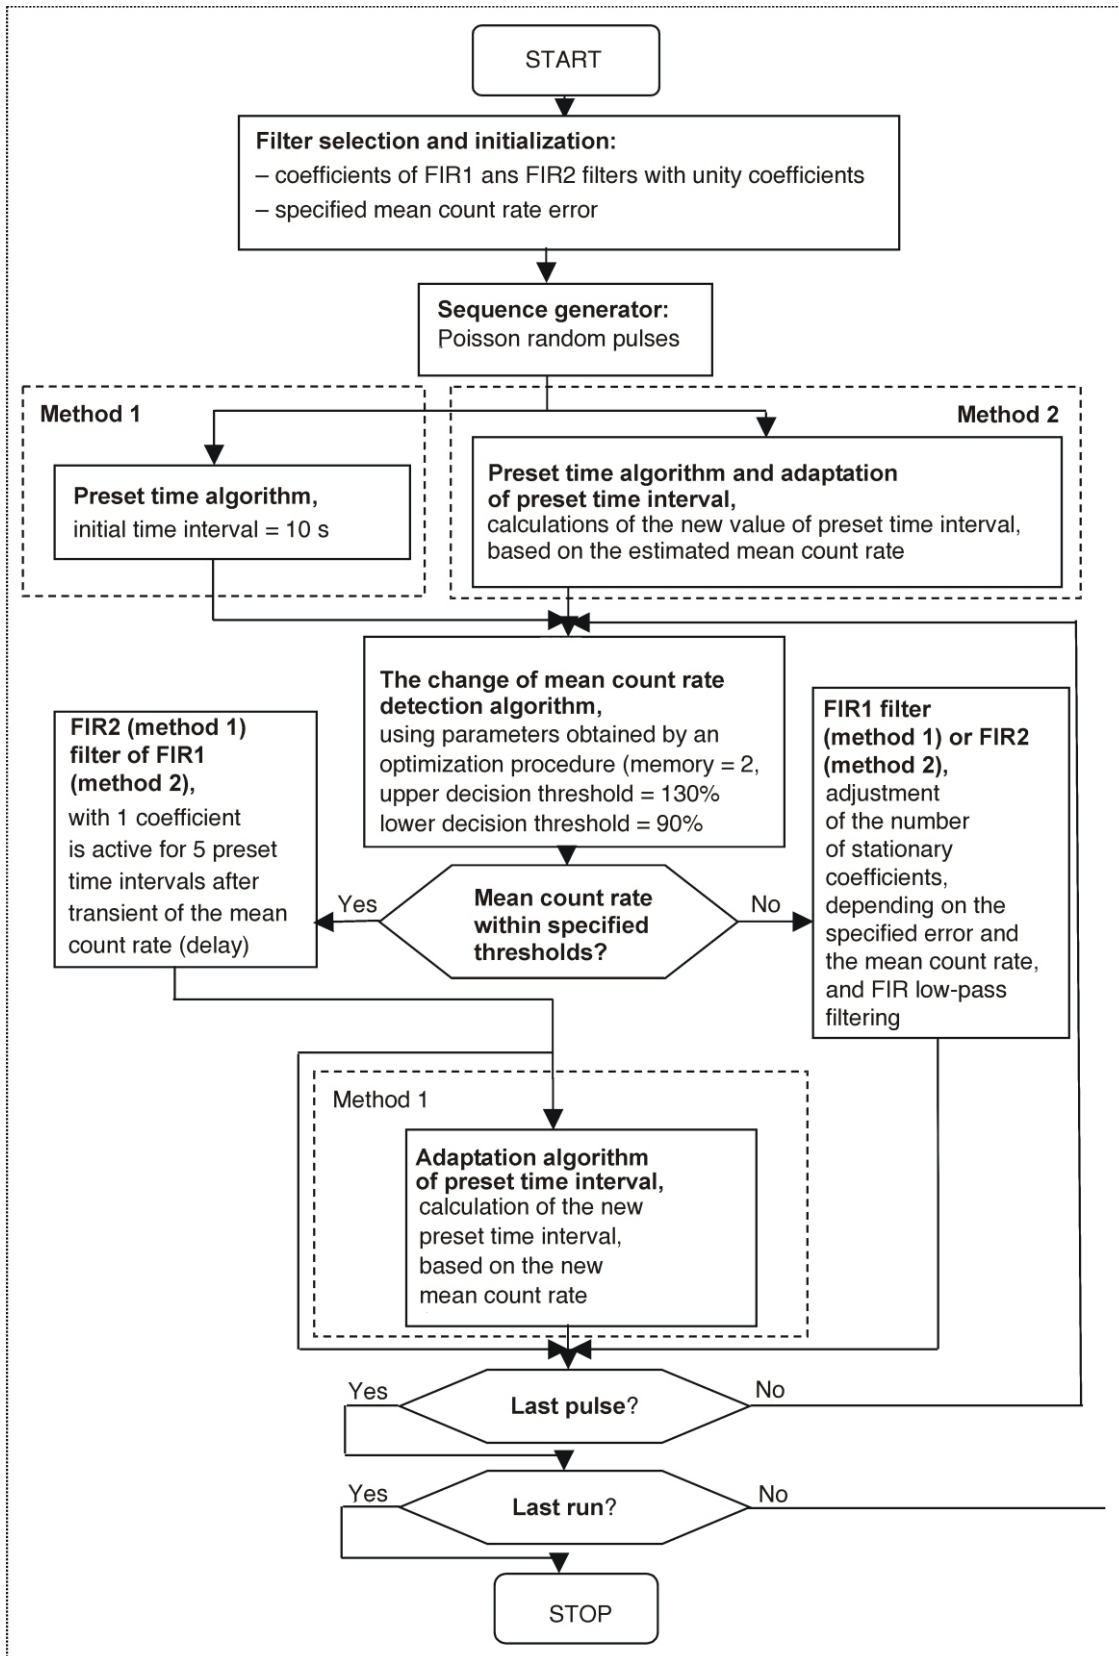 START
Filter selection and initialization:
– coefficients of FIR1 ans FIR2 filters with unity coefficients
– specified mean count rate error
Sequence generator:
Poisson random pulses
Method 1
Preset time algorithm,
initial time interval = 10 s
Method 2
Preset time algorithm and adaptation
of preset time interval,
calculations of the new value of preset time interval,
based on the estimated mean count rate
The change of mean count rate
detection algorithm,
using parameters obtained by an
optimization procedure (memory = 2,
upper decision threshold = 130%
lower decision threshold = 90%
FIR2 (method 1)
filter of FIR1
(method 2),
with 1 coefficient
is active for 5 preset
time intervals after
transient of the mean
count rate (delay)
Yes
Mean count rate
within specified
thresholds?
No
FIR1 filter
(method 1) or FIR2
(method 2),
adjustment
of the number
of stationary
coefficients,
depending on the
specified error and
the mean count rate,
and FIR low-pass
filtering
Method 1
Adaptation algorithm
of preset time interval,
calculation of the new
preset time interval,
based on the new
mean count rate
Yes
Last pulse?
No
Yes
Last run?
No
STOP